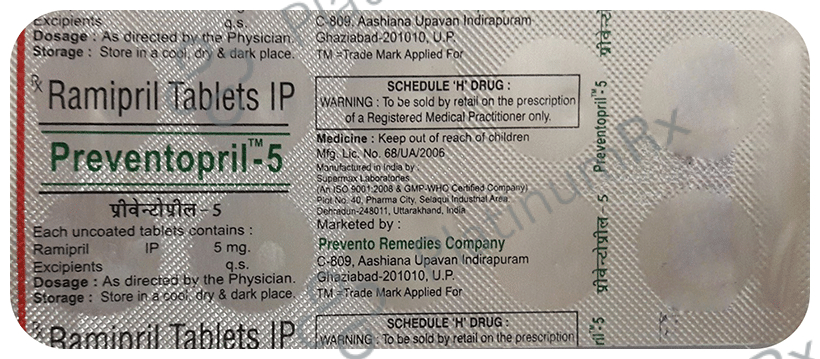 Excipients q.s.
Dosage : As directed by the Physician.
Storage : Store in a cool, dry & dark place.
Rx Ramipril Tablets IP
Preventopril™-5
प्रीवेन्टोप्रील - 5
Each uncoated tablets contains :
Ramipril IP 5 mg.
Excipients q.s.
Dosage : As directed by the Physician.
Storage : Store in a cool, dry & dark place.
Rx Ramipril Tablets IP
C-809, Aashiana Upavan Indirapuram
Ghaziabad-201010, U.P.
TM =Trade Mark Applied For
SCHEDULE 'H' DRUG :
WARNING : To be sold by retail on the prescription
of a Registered Medical Practitioner only.
Medicine : Keep out of reach of children
Mfg. Lic. No. 68/UA/2006
Manufactured in India by :
Supermax Laboratories
(An ISO 9001:2008 & GMP-WHO Certified Company)
Plot No. 40, Pharma City, Selaqui Industrial Area,
Dehradun-248011, Uttarakhand, India
Marketed by :
Prevento Remedies Company
C-809, Aashiana Upavan Indirapuram
Ghaziabad-201010, U.P.
TM =Trade Mark Applied For
SCHEDULE 'H' DRUG :
WARNING : To be sold by retail on the prescription
प्रीवेन्टोप्रील - 5
Preventopril™-5
प्रीवेन्टोप्रील 5
ril™-5
PlatinumRx